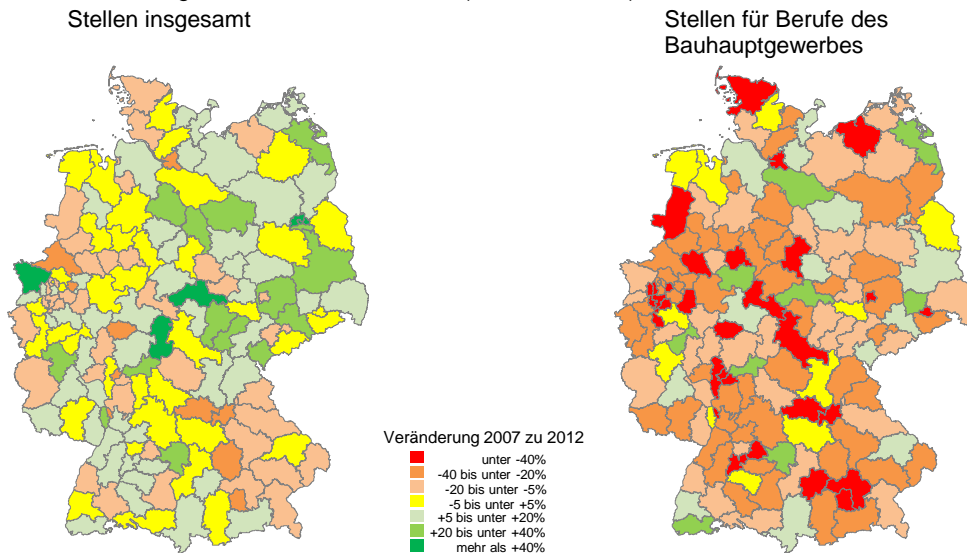 Stellen insgesamt
Stellen für Berufe des
Bauhauptgewerbes
Veränderung 2007 zu 2012
unter -40%
-40 bis unter -20%
-20 bis unter -5%
-5 bis unter +5%
+5 bis unter +20%
+20 bis unter +40%
mehr als +40%